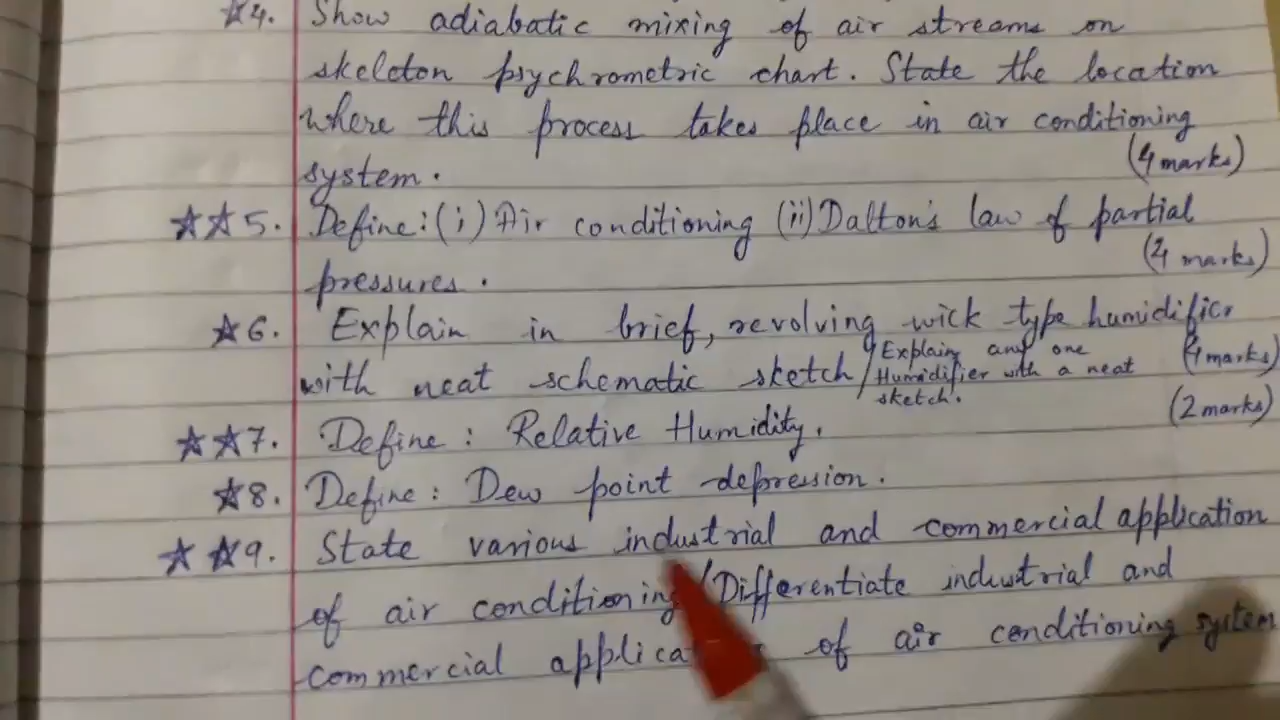 ★4. Show adiabatic mixing of air streams on
skeleton psychrometric chart. State the location
where this process takes place in air conditioning
system. (4 marks)
★★5. Define: (i) Air conditioning (ii) Dalton's law of partial
pressures. (4 marks)
★6. Explain in brief, revolving wick type humidifier
with neat schematic sketch / Explain any one Humidifier with a neat sketch. (4 marks)
★★7. Define: Relative Humidity. (2 marks)
★8. Define: Dew point depression.
★★9. State various industrial and commercial application
of air conditioning / Differentiate industrial and
commercial of air conditioning system